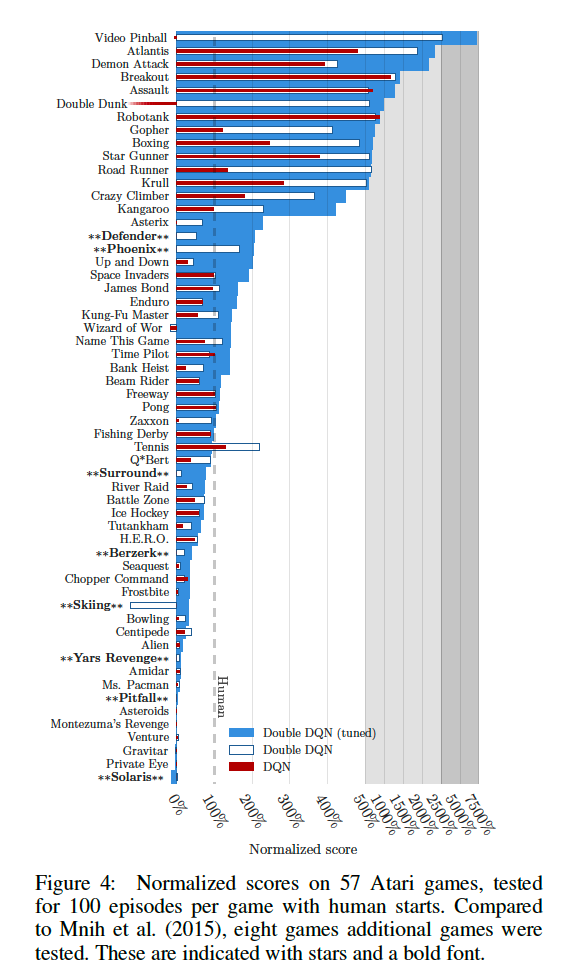 Video Pinball
Atlantis
Demon Attack
Breakout
Assault
Double Dunk
Robotank
Gopher
Boxing
Star Gunner
Road Runner
Krull
Crazy Climber
Kangaroo
Asterix
**Defender**
**Phoenix**
Up and Down
Space Invaders
James Bond
Enduro
Kung-Fu Master
Wizard of Wor
Name This Game
Time Pilot
Bank Heist
Beam Rider
Freeway
Pong
Zaxxon
Fishing Derby
Tennis
Q*Bert
**Surround**
River Raid
Battle Zone
Ice Hockey
Tutankham
H.E.R.O.
**Berzerk**
Seaquest
Chopper Command
Frostbite
**Skiing**
Bowling
Centipede
Alien
**Yars Revenge**
Amidar
Ms. Pacman
**Pitfall**
Asteroids
Montezuma's Revenge
Venture
Gravitar
Private Eye
**Solaris**
Human
Double DQN (tuned)
Double DQN
DQN
0%
100%
200%
300%
400%
500%
1000%
1500%
2000%
2500%
5000%
7500%
Normalized score
Figure 4: Normalized scores on 57 Atari games, tested
for 100 episodes per game with human starts. Compared
to Mnih et al. (2015), eight games additional games were
tested. These are indicated with stars and a bold font.